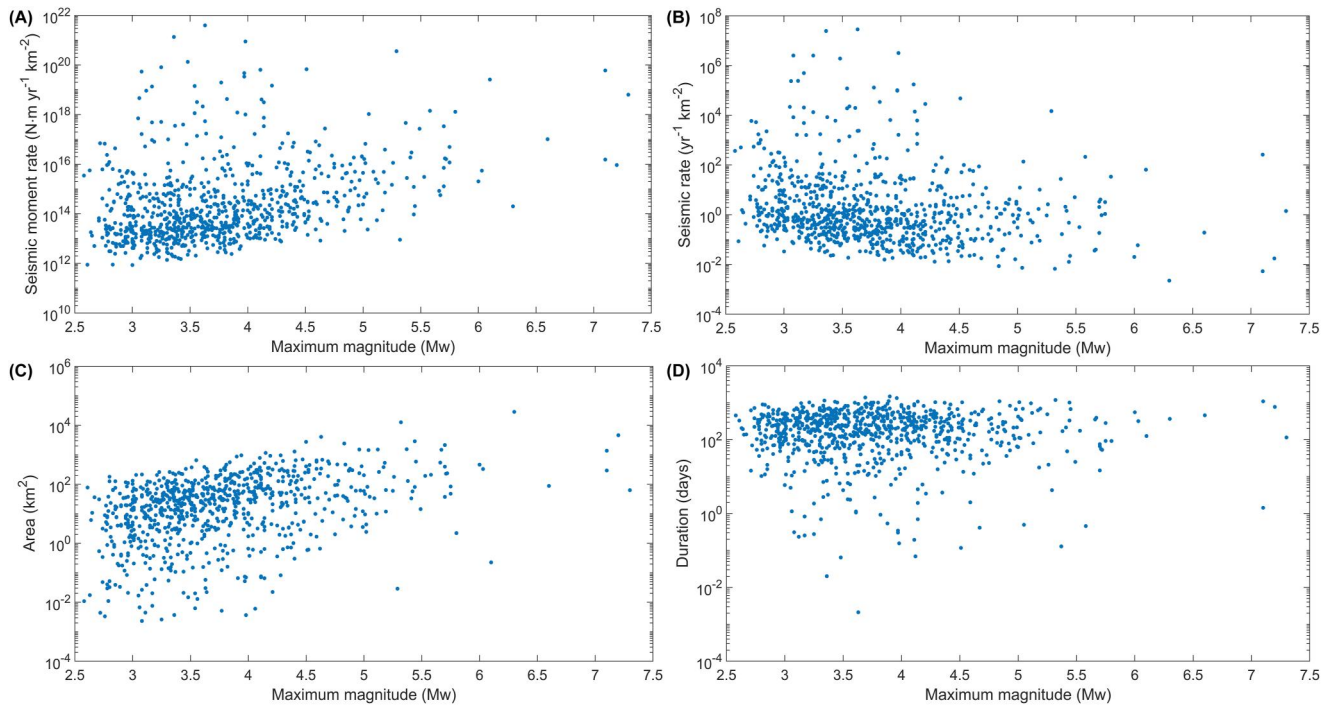 (A)
Seismic moment rate (N·m yr-1 km-2)
10^22
10^20
10^18
10^16
10^14
10^12
10^10
2.5 3 3.5 4 4.5 5 5.5 6 6.5 7 7.5
Maximum magnitude (Mw)
(B)
Seismic rate (yr-1 km-2)
10^8
10^6
10^4
10^2
10^0
10^-2
10^-4
2.5 3 3.5 4 4.5 5 5.5 6 6.5 7 7.5
Maximum magnitude (Mw)
(C)
Area (km2)
10^6
10^4
10^2
10^0
10^-2
10^-4
2.5 3 3.5 4 4.5 5 5.5 6 6.5 7 7.5
Maximum magnitude (Mw)
(D)
Duration (days)
10^4
10^2
10^0
10^-2
10^-4
2.5 3 3.5 4 4.5 5 5.5 6 6.5 7 7.5
Maximum magnitude (Mw)